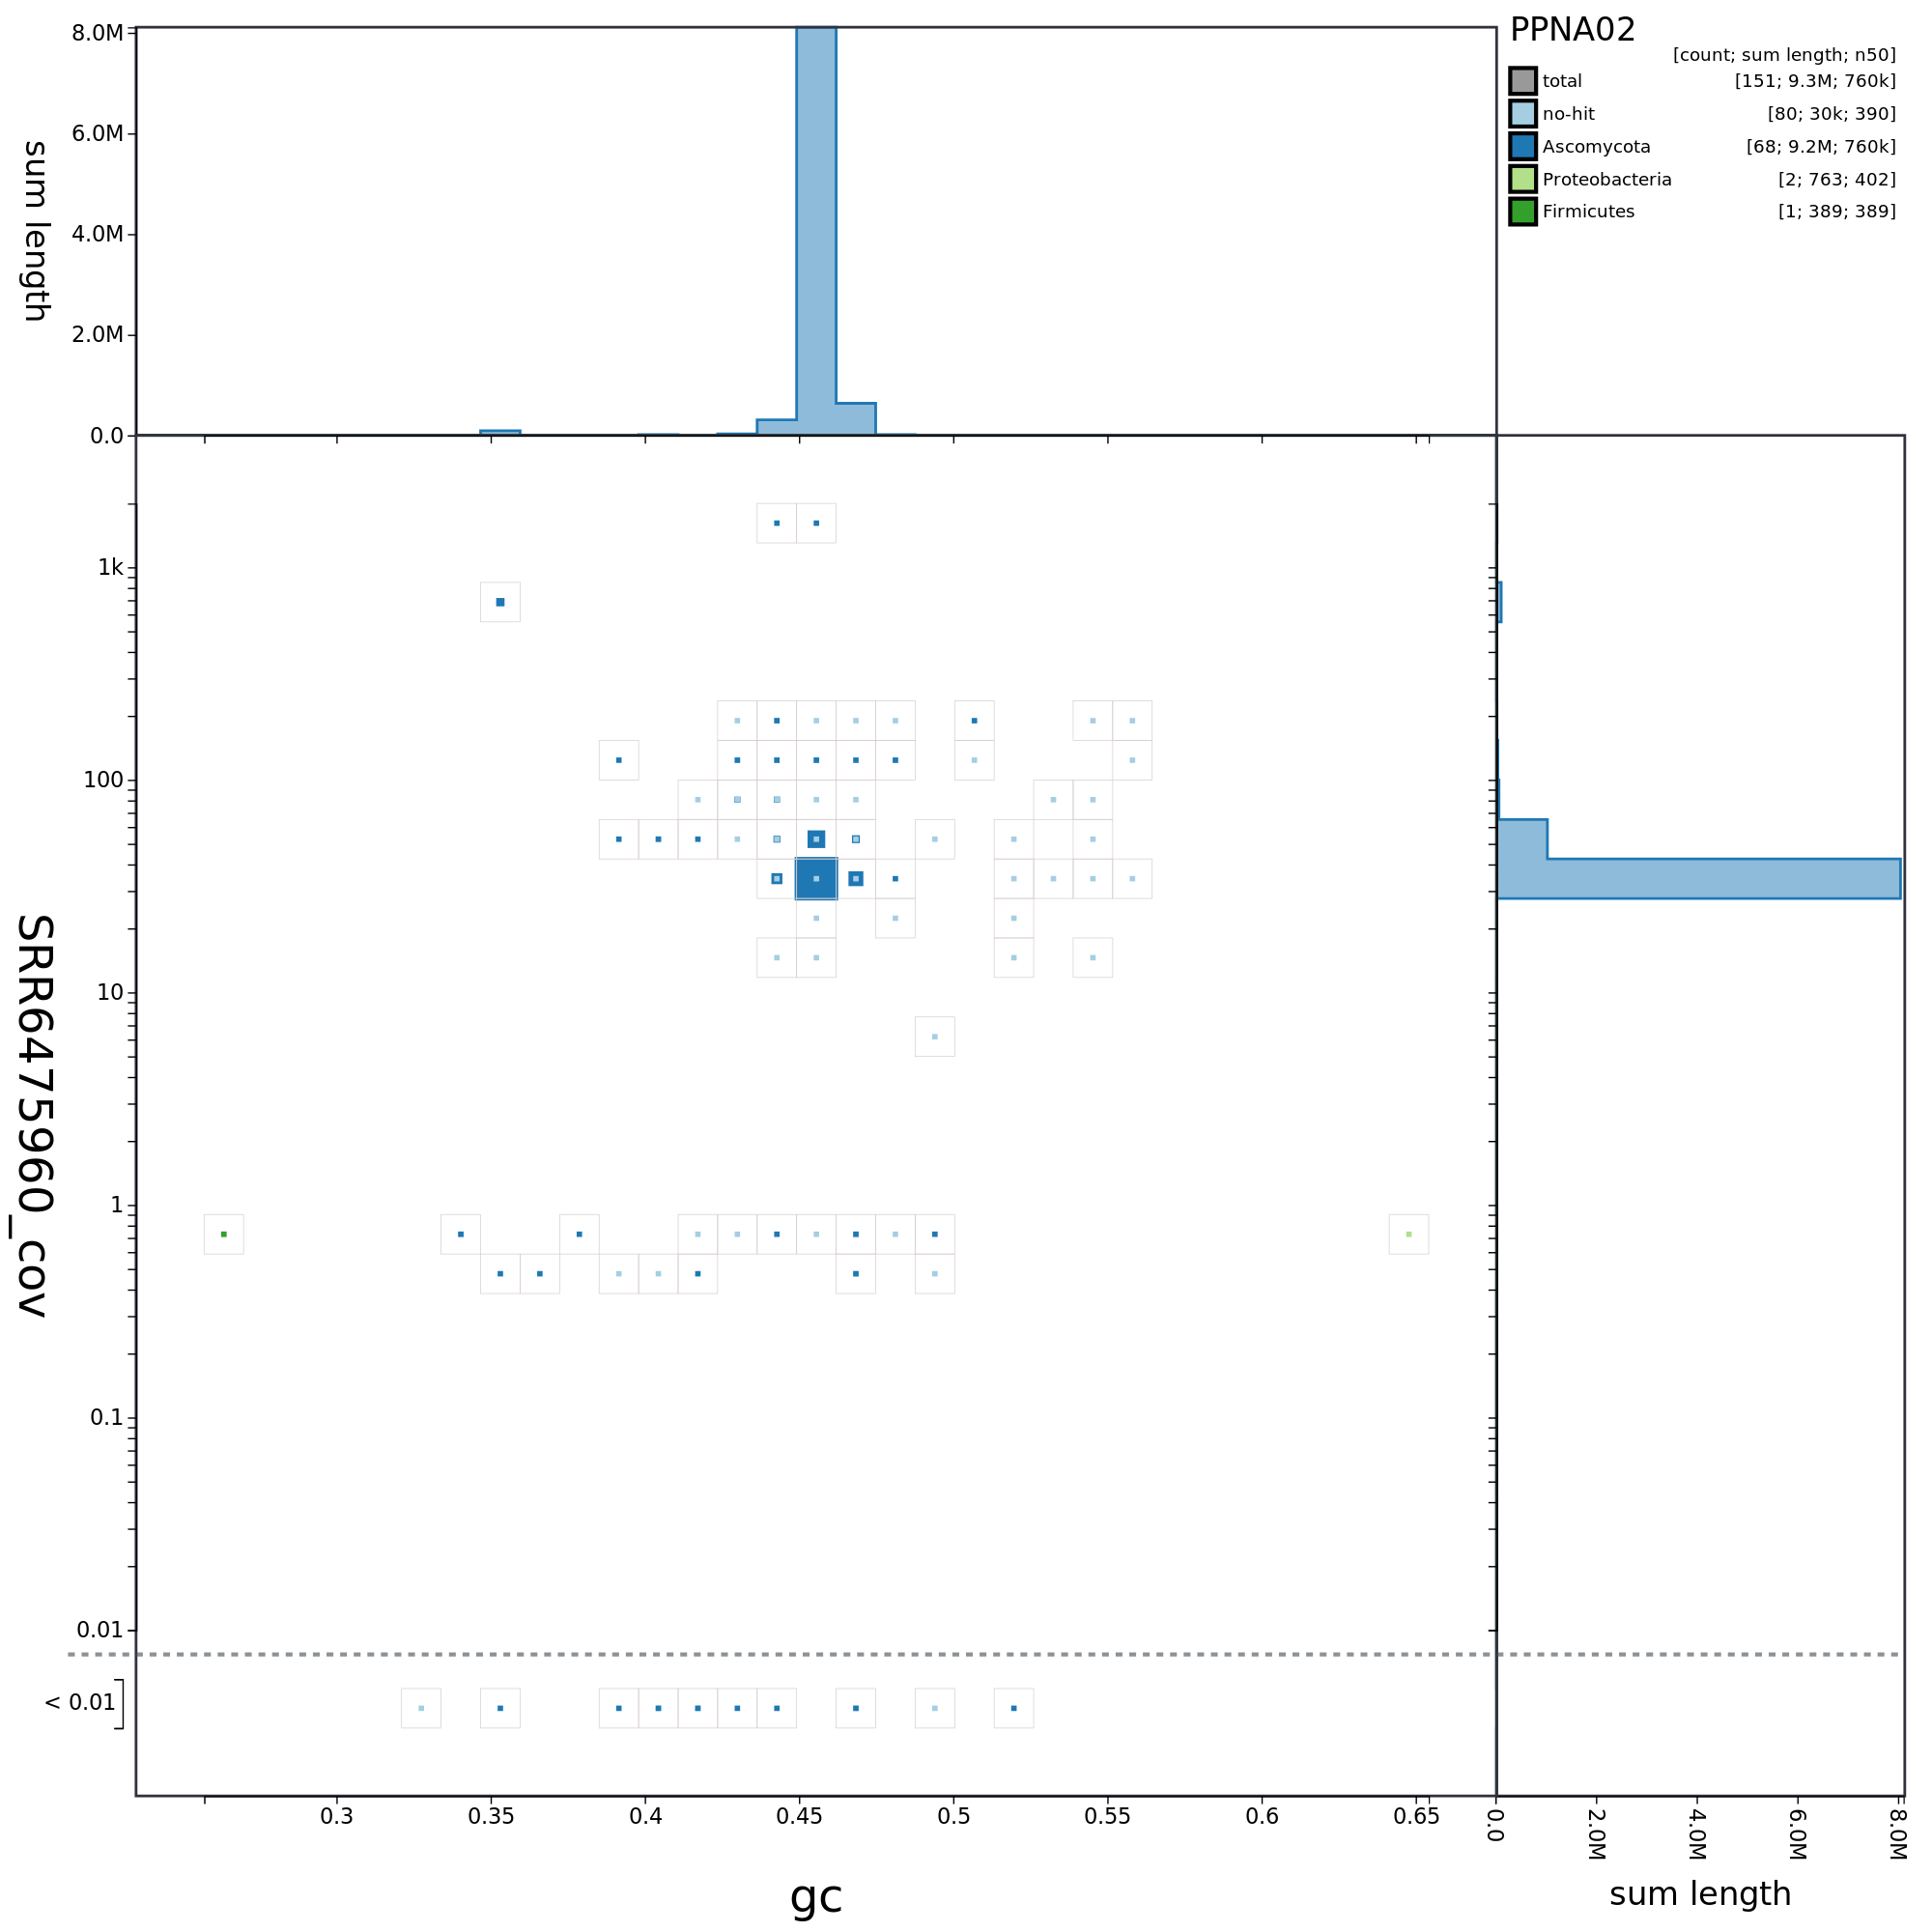 PPNA02
[count; sum length; n50]
total [151; 9.3M; 760k]
no-hit [80; 30k; 390]
Ascomycota [68; 9.2M; 760k]
Proteobacteria [2; 763; 402]
Firmicutes [1; 389; 389]
8.0M
6.0M
4.0M
2.0M
0.0
sum length
1k
100
10
1
0.1
0.01
< 0.01
SRR6475960_cov
0.3 0.35 0.4 0.45 0.5 0.55 0.6 0.65
gc
0.0 2.0M 4.0M 6.0M 8.0M
sum length